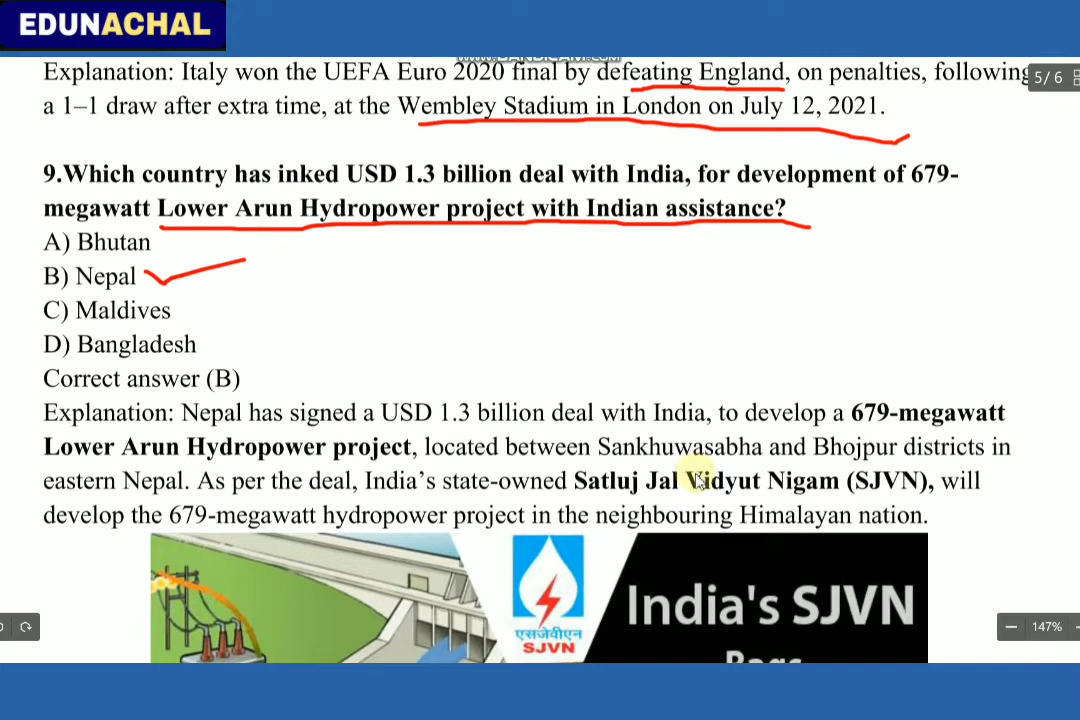 EDUNACHAL
Explanation: Italy won the UEFA Euro 2020 final by defeating England, on penalties, following
5/ 6
a 1–1 draw after extra time, at the Wembley Stadium in London on July 12, 2021.
9.Which country has inked USD 1.3 billion deal with India, for development of 679-
megawatt Lower Arun Hydropower project with Indian assistance?
A) Bhutan
B) Nepal
C) Maldives
D) Bangladesh
Correct answer (B)
Explanation: Nepal has signed a USD 1.3 billion deal with India, to develop a 679-megawatt
Lower Arun Hydropower project, located between Sankhuwasabha and Bhojpur districts in
eastern Nepal. As per the deal, India’s state-owned Satluj Jal Vidyut Nigam (SJVN), will
develop the 679-megawatt hydropower project in the neighbouring Himalayan nation.
India's SJVN
एसजेवीएन
SJVN
147%